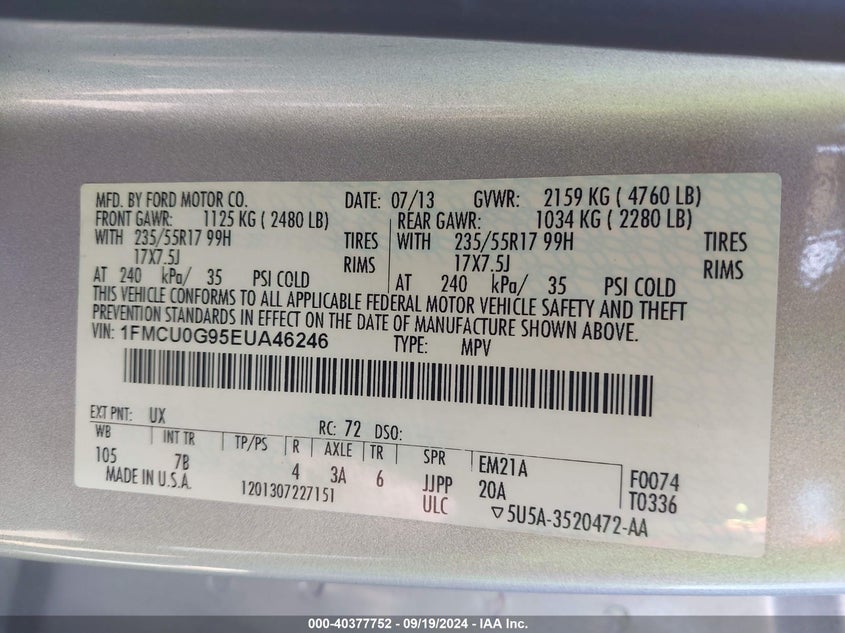 MFD. BY FORD MOTOR CO. DATE: 07/13 GVWR: 2159 KG ( 4760 LB)
FRONT GAWR: 1125 KG ( 2480 LB) REAR GAWR: 1034 KG ( 2280 LB)
WITH 235/55R17 99H TIRES WITH 235/55R17 99H TIRES
17X7.5J RIMS 17X7.5J RIMS
AT 240 kPa/ 35 PSI COLD AT 240 kPa/ 35 PSI COLD
THIS VEHICLE CONFORMS TO ALL APPLICABLE FEDERAL MOTOR VEHICLE SAFETY AND THEFT
PREVENTION STANDARDS IN EFFECT ON THE DATE OF MANUFACTURE SHOWN ABOVE.
VIN: 1FMCU0G95EUA46246 TYPE: MPV
EXT PNT: UX RC: 72 DSO:
WB INT TR TP/PS R AXLE TR SPR EM21A F0074
105 7B 4 3A 6 JJPP 20A T0336
MADE IN U.S.A. 1201307227151 ULC ▽5U5A-3520472-AA
000-40377752 - 09/19/2024 - IAA Inc.